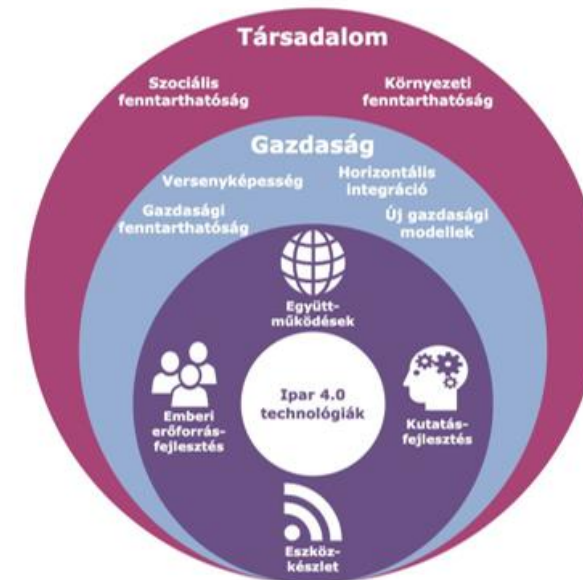 Társadalom
Szociális
fenntarthatóság
Környezeti
fenntarthatóság
Gazdaság
Versenyképesség
Horizontális
integráció
Gazdasági
fenntarthatóság
Új gazdasági
modellek
Együtt-
működések
Emberi
erőforrás-
fejlesztés
Ipar 4.0
technológiák
Kutatás-
fejlesztés
Eszköz-
készlet